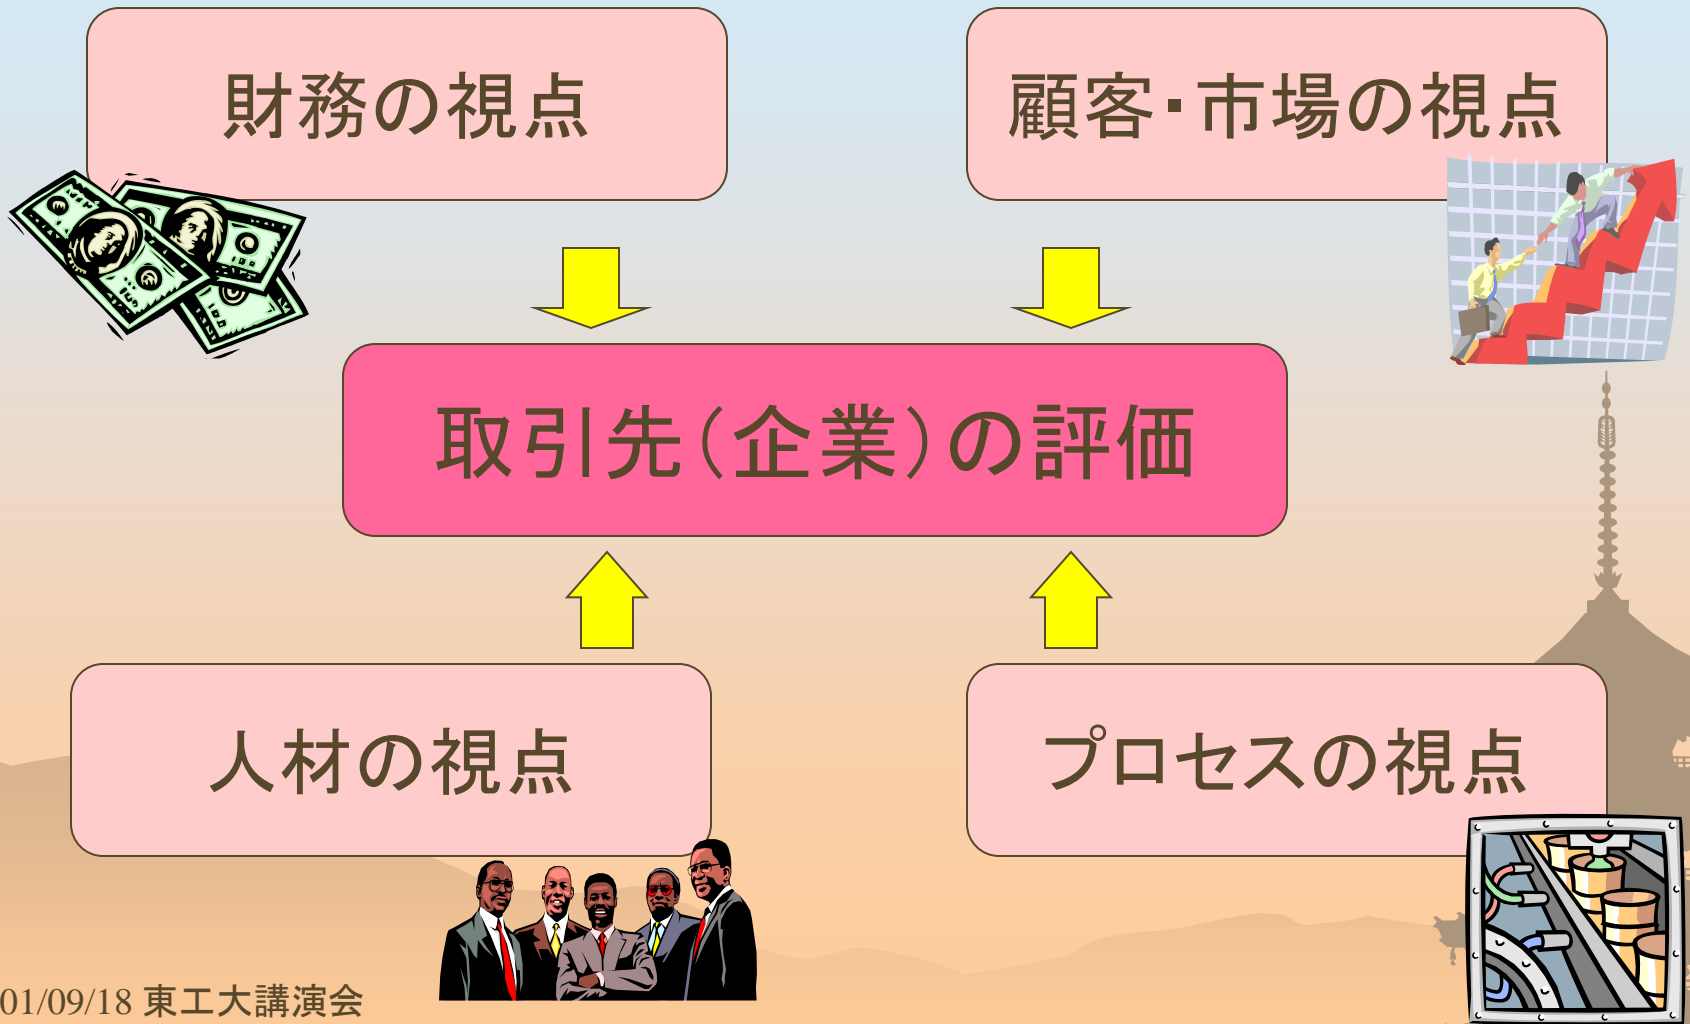 財務の視点
顧客・市場の視点
取引先(企業)の評価
人材の視点
プロセスの視点
01/09/18 東工大講演会